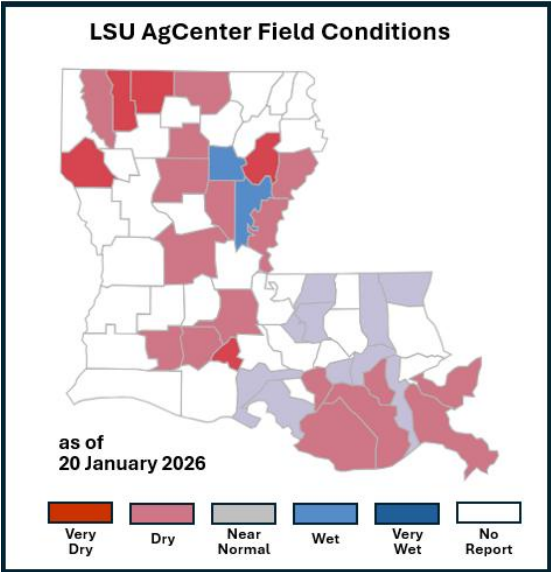 LSU AgCenter Field Conditions
as of
20 January 2026
Very
Dry
Dry
Near
Normal
Wet
Very
Wet
No
Report